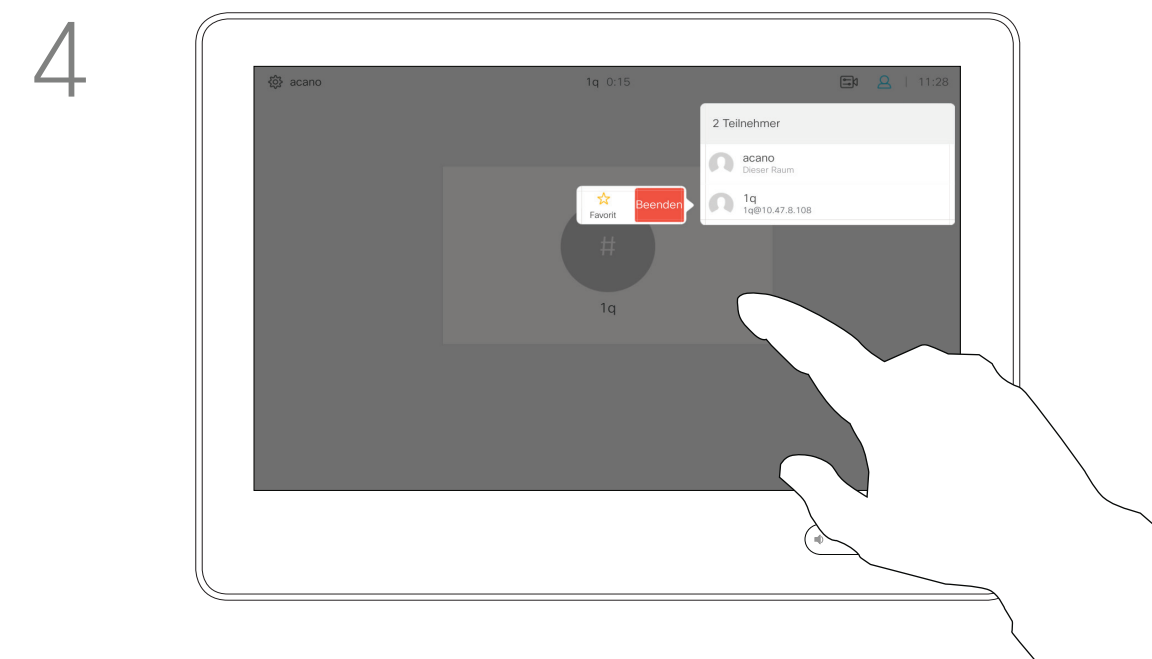 4
acano
1q 0:15
11:28
2 Teilnehmer
acano
Dieser Raum
1q
1q@10.47.8.108
Favorit
Beenden
#
1q